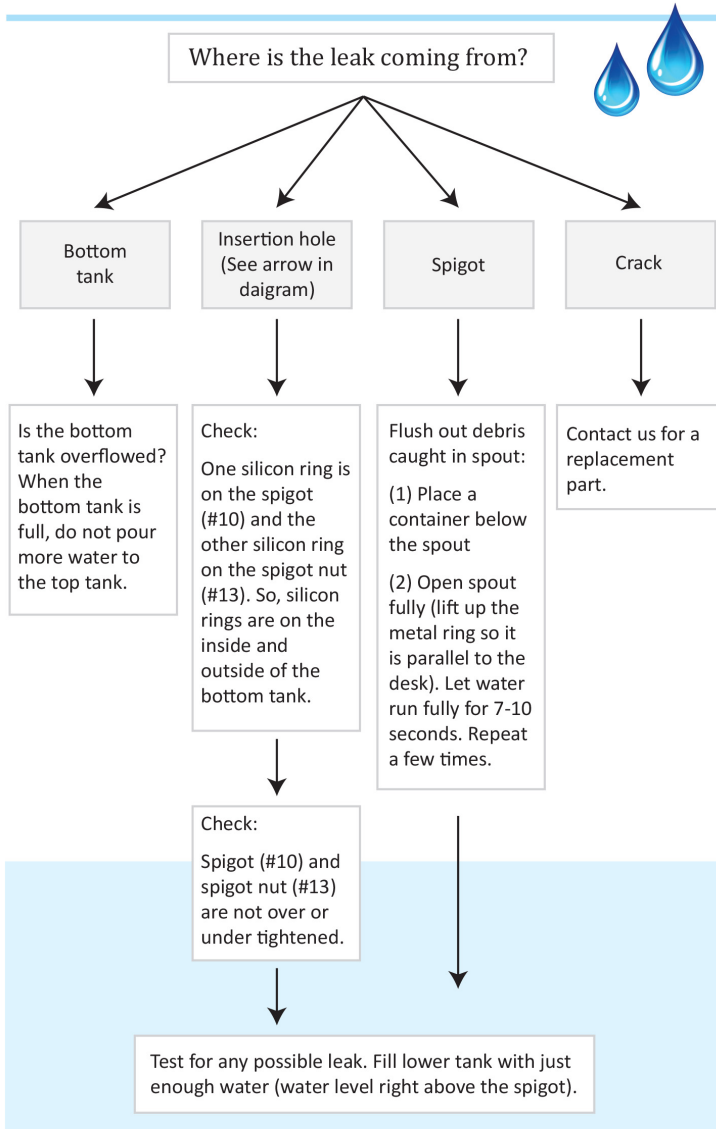 Where is the leak coming from?
Bottom
tank
Insertion hole
(See arrow in
daigram)
Spigot
Crack
Is the bottom
tank overflowed?
When the
bottom tank is
full, do not pour
more water to
the top tank.
Check:
One silicon ring is
on the spigot
(#10) and the
other silicon ring
on the spigot nut
(#13). So, silicon
rings are on the
inside and
outside of the
bottom tank.
Flush out debris
caught in spout:
(1) Place a
container below
the spout
(2) Open spout
fully (lift up the
metal ring so it
is parallel to the
desk). Let water
run fully for 7-10
seconds. Repeat
a few times.
Contact us for a
replacement
part.
Check:
Spigot (#10) and
spigot nut (#13)
are not over or
under tightened.
Test for any possible leak. Fill lower tank with just
enough water (water level right above the spigot).